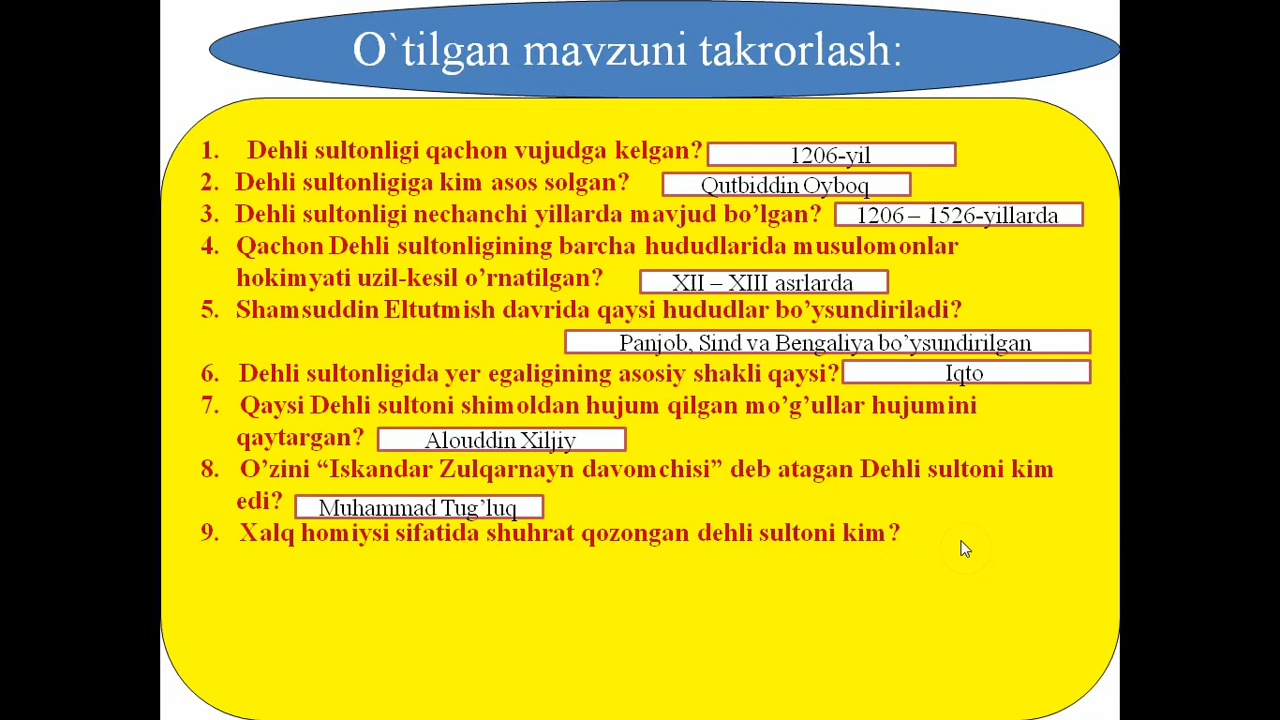 O`tilgan mavzuni takrorlash:
1. Dehli sultonligi qachon vujudga kelgan? 1206-yil
2. Dehli sultonligiga kim asos solgan? Qutbiddin Oyboq
3. Dehli sultonligi nechanchi yillarda mavjud bo’lgan? 1206 – 1526-yillarda
4. Qachon Dehli sultonligining barcha hududlarida musulomonlar
hokimyati uzil-kesil o’rnatilgan? XII – XIII asrlarda
5. Shamsuddin Eltutmish davrida qaysi hududlar bo’ysundiriladi?
Panjob, Sind va Bengaliya bo’ysundirilgan
6. Dehli sultonligida yer egaligining asosiy shakli qaysi? Iqto
7. Qaysi Dehli sultoni shimoldan hujum qilgan mo’g’ullar hujumini
qaytargan? Alouddin Xiljiy
8. O’zini “Iskandar Zulqarnayn davomchisi” deb atagan Dehli sultoni kim
edi? Muhammad Tug’luq
9. Xalq homiysi sifatida shuhrat qozongan dehli sultoni kim?